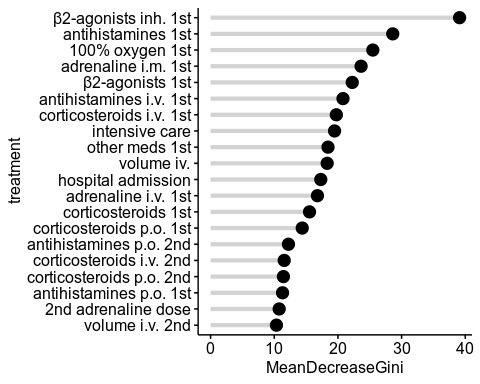 β2-agonists inh. 1st
antihistamines 1st
100% oxygen 1st
adrenaline i.m. 1st
β2-agonists 1st
antihistamines i.v. 1st
corticosteroids i.v. 1st
intensive care
other meds 1st
volume iv.
hospital admission
adrenaline i.v. 1st
corticosteroids 1st
corticosteroids p.o. 1st
antihistamines p.o. 2nd
corticosteroids i.v. 2nd
corticosteroids p.o. 2nd
antihistamines p.o. 1st
2nd adrenaline dose
volume i.v. 2nd
treatment
0 10 20 30 40
MeanDecreaseGini